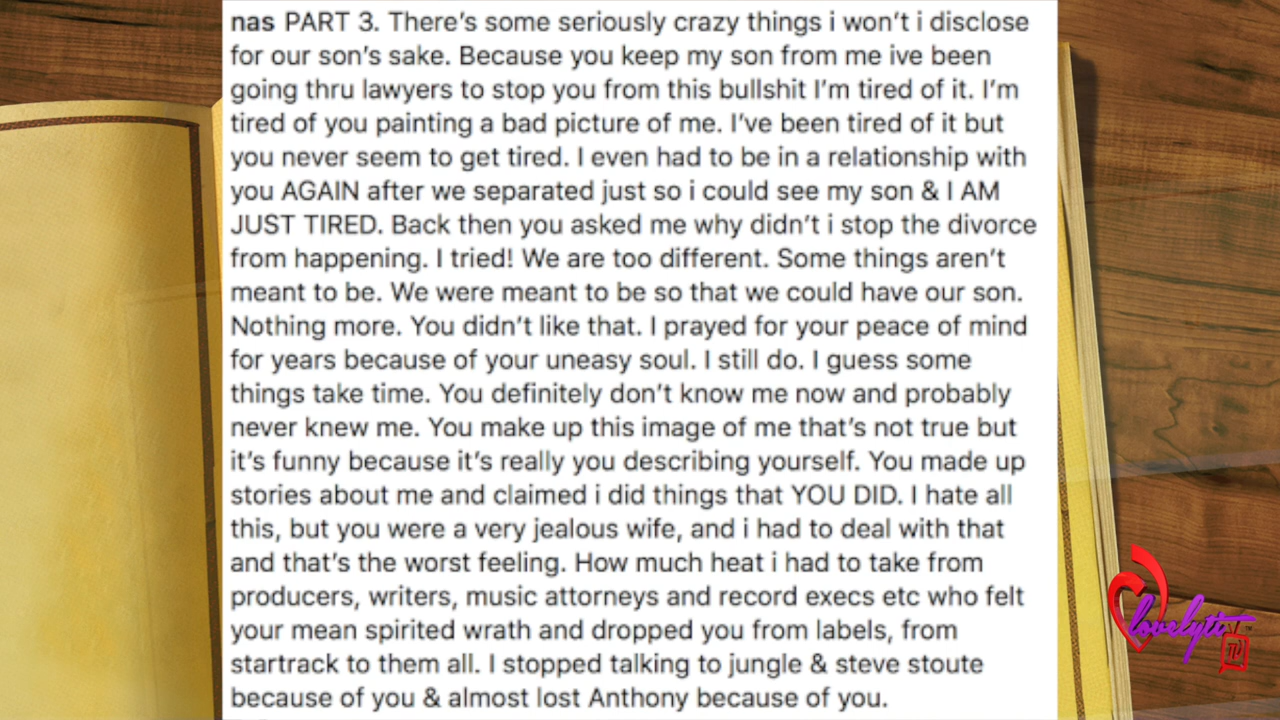 nas PART 3. There's some seriously crazy things i won't i disclose
for our son's sake. Because you keep my son from me ive been
going thru lawyers to stop you from this bullshit I'm tired of it. I'm
tired of you painting a bad picture of me. I've been tired of it but
you never seem to get tired. I even had to be in a relationship with
you AGAIN after we separated just so i could see my son & I AM
JUST TIRED. Back then you asked me why didn't i stop the divorce
from happening. I tried! We are too different. Some things aren't
meant to be. We were meant to be so that we could have our son.
Nothing more. You didn't like that. I prayed for your peace of mind
for years because of your uneasy soul. I still do. I guess some
things take time. You definitely don't know me now and probably
never knew me. You make up this image of me that's not true but
it's funny because it's really you describing yourself. You made up
stories about me and claimed i did things that YOU DID. I hate all
this, but you were a very jealous wife, and i had to deal with that
and that's the worst feeling. How much heat i had to take from
producers, writers, music attorneys and record execs etc who felt
your mean spirited wrath and dropped you from labels, from
startrack to them all. I stopped talking to jungle & steve stoute
because of you & almost lost Anthony because of you.